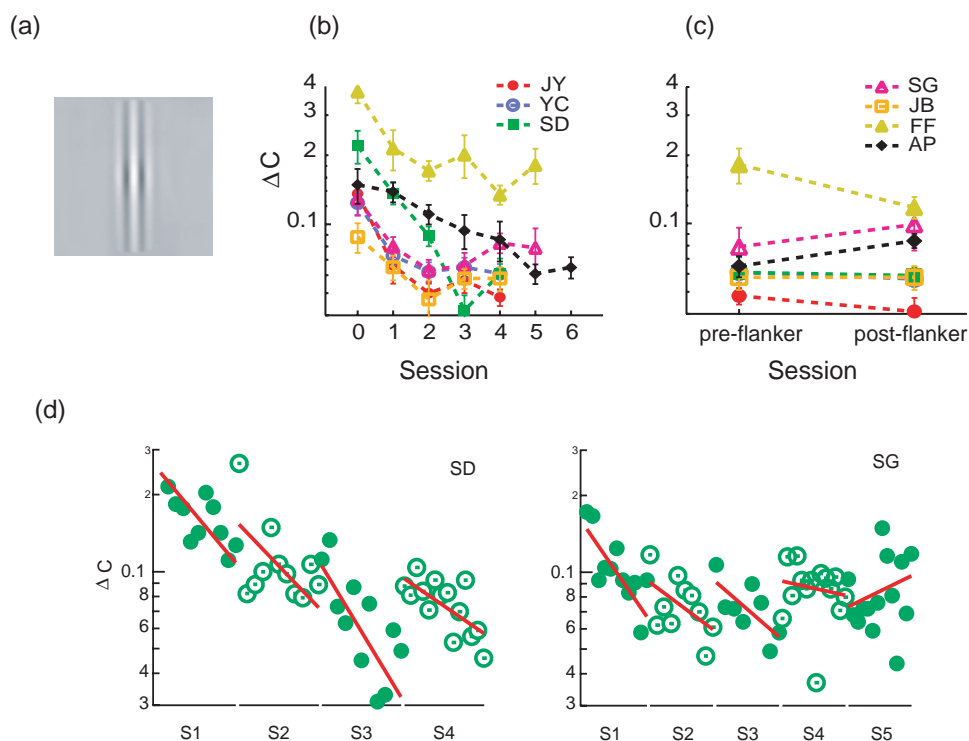 (a)
(b)
(c)
4
3
2
0.1
Δ C
JY
YC
SD
0 1 2 3 4 5 6
Session
4
3
2
0.1
SG
JB
FF
AP
pre-flanker post-flanker
Session
(d)
3
2
0.1
8
6
4
3
Δ C
SD
S1 S2 S3 S4
3
2
0.1
8
6
4
3
SG
S1 S2 S3 S4 S5